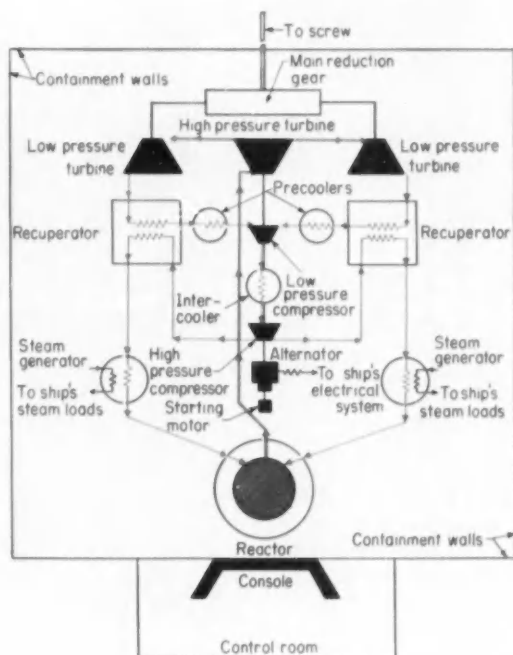 To screw
Containment walls
Main reduction
gear
High pressure turbine
Low pressure
turbine
Low pressure
turbine
Precoolers
Recuperator
Recuperator
Low
pressure
compressor
Inter-
cooler
Steam
generator
High
pressure
compressor
Alternator
To ship's
electrical
system
Steam
generator
To ship's
steam loads
Starting
motor
To ship's
steam loads
Reactor
Containment walls
Console
Control room